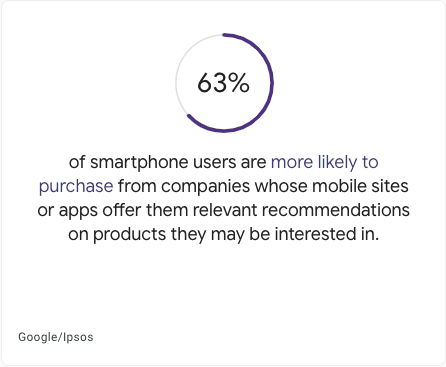 63%
of smartphone users are more likely to
purchase from companies whose mobile sites
or apps offer them relevant recommendations
on products they may be interested in.
Google/Ipsos